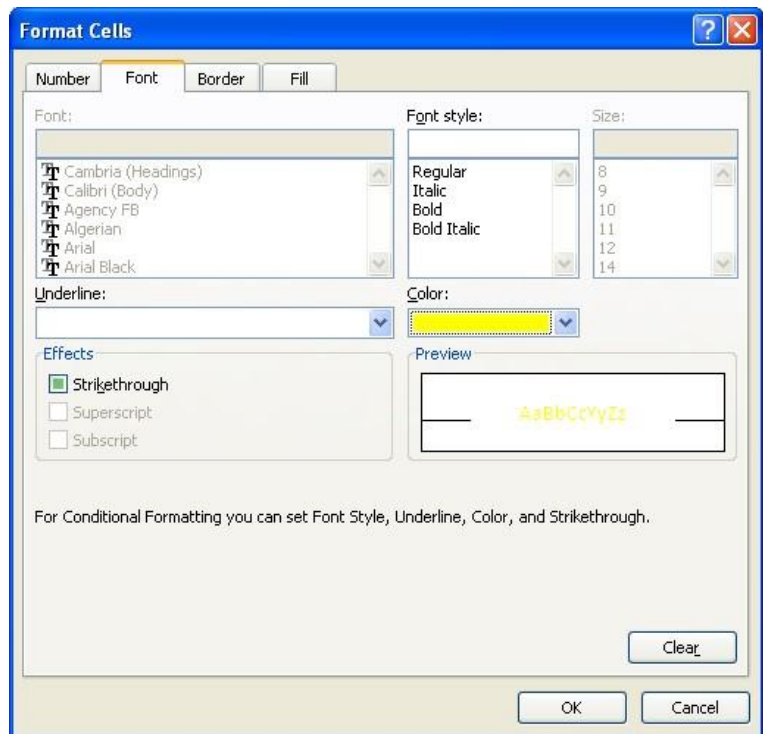 Format Cells
Number Font Border Fill
Font: Font style: Size:
Cambria (Headings) Regular 8
Calibri (Body) Italic 9
Agency FB Bold 10
Algerian Bold Italic 11
Arial 12
Arial Black 14
Underline: Color:
Effects Preview
Strikethrough
Superscript AaBbCcYyZz
Subscript
For Conditional Formatting you can set Font Style, Underline, Color, and Strikethrough.
Clear
OK Cancel